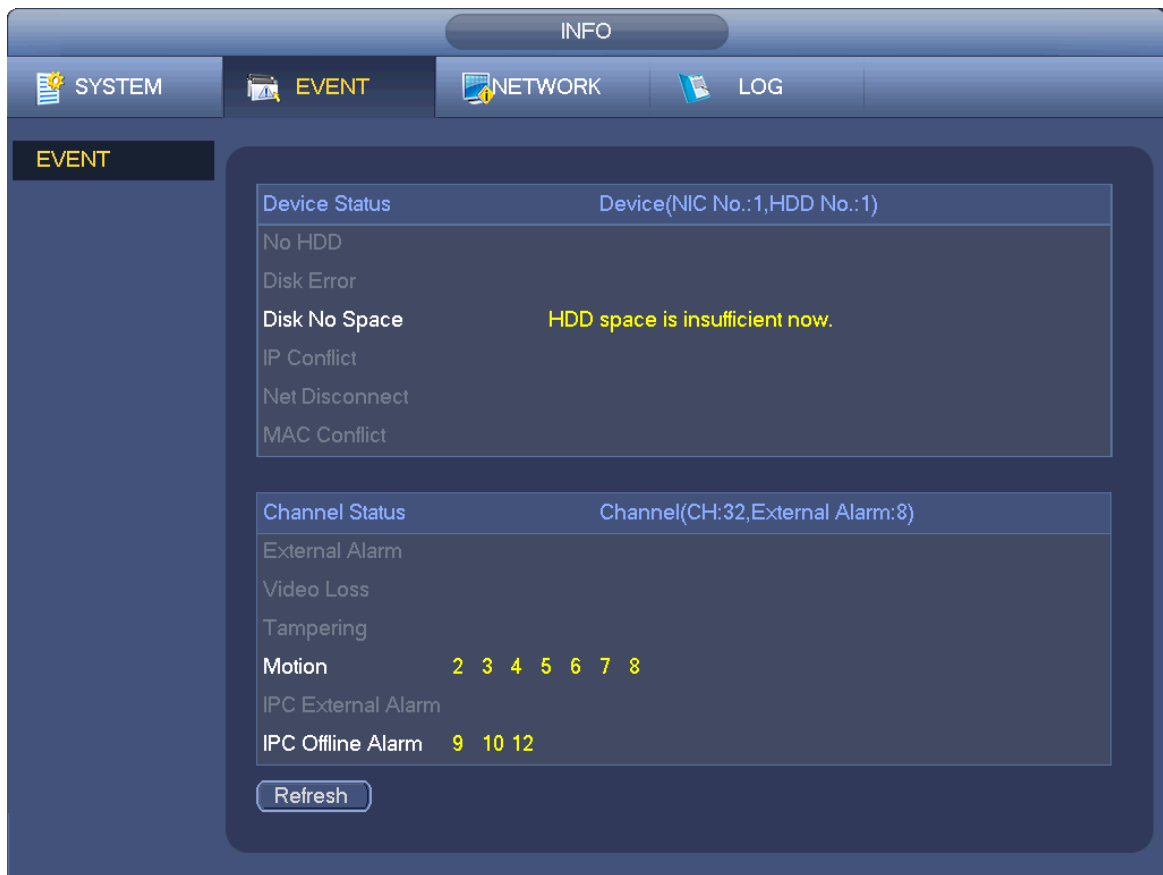 INFO
SYSTEM EVENT NETWORK LOG
EVENT
Device Status Device(NIC No.:1,HDD No.:1)
No HDD
Disk Error
Disk No Space HDD space is insufficient now.
IP Conflict
Net Disconnect
MAC Conflict
Channel Status Channel(CH:32,External Alarm:8)
External Alarm
Video Loss
Tampering
Motion 2 3 4 5 6 7 8
IPC External Alarm
IPC Offline Alarm 9 10 12
Refresh